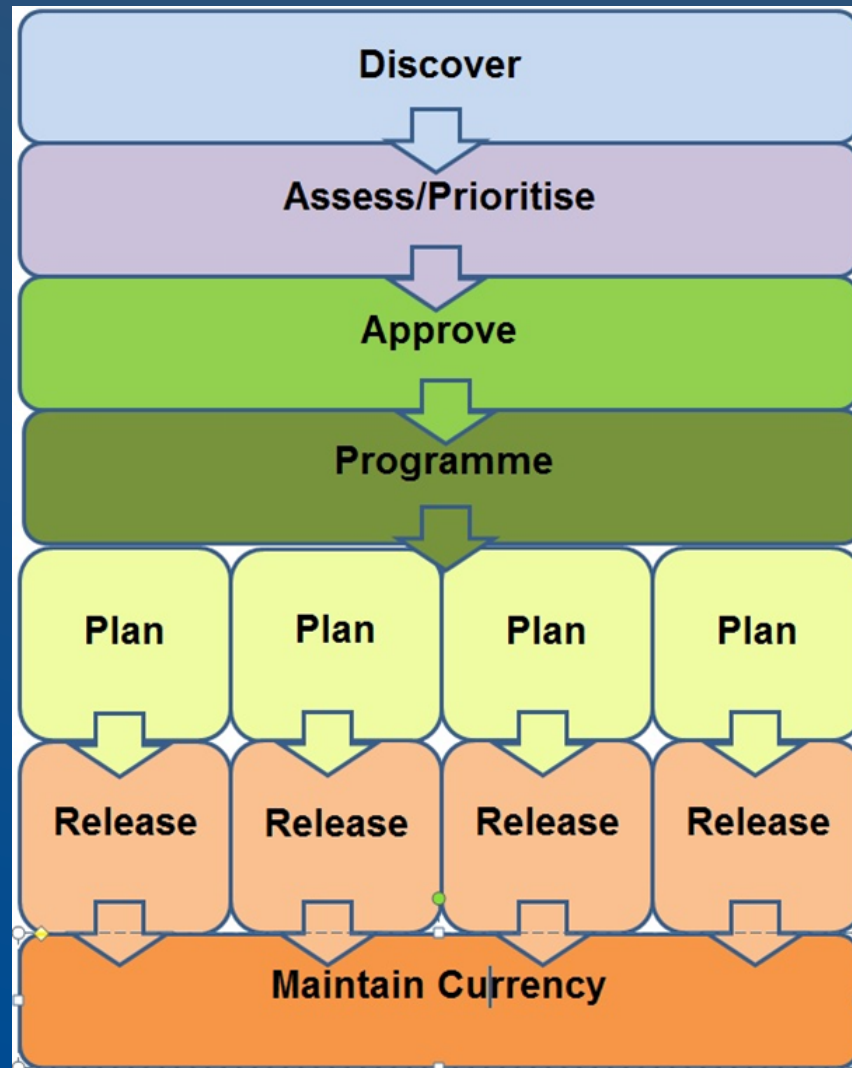 Discover
Assess/Prioritise
Approve
Programme
Plan Plan Plan Plan
Release Release Release Release
Maintain Currency